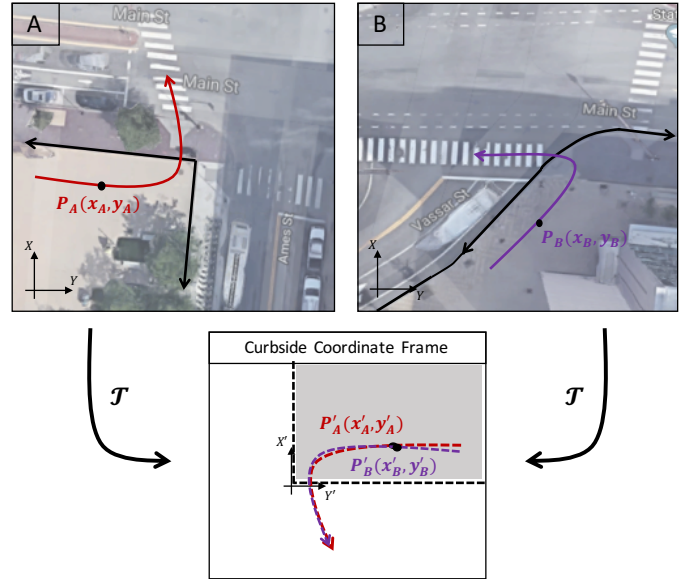 A
Main St
Main St
Ames St
P_A(x_A, y_A)
X
Y
B
Sta
Main St
Vassar St
P_B(x_B, y_B)
X
Y
𝒯
Curbside Coordinate Frame
P'_A(x'_A, y'_A)
X'
P'_B(x'_B, y'_B)
Y'
𝒯